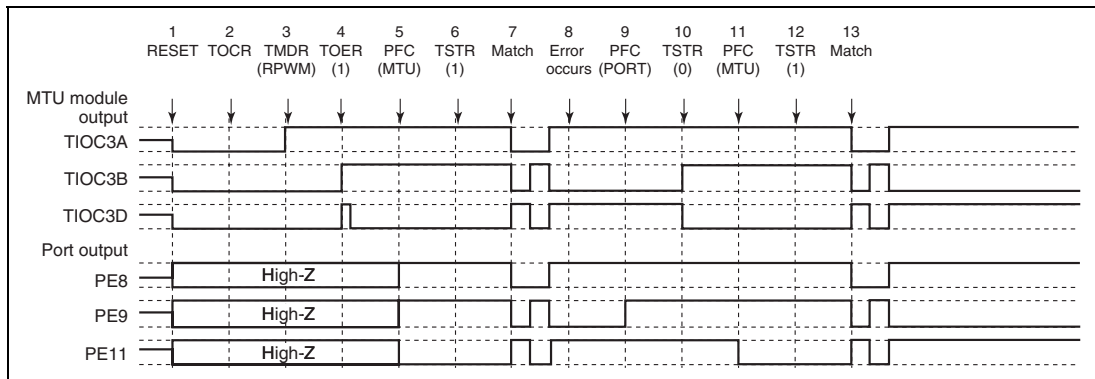 1 2 3 4 5 6 7 8 9 10 11 12 13
RESET TOCR TMDR TOER PFC TSTR Match Error PFC TSTR PFC TSTR Match
(RPWM) (1) (MTU) (1) occurs (PORT) (0) (MTU) (1)
MTU module
output
TIOC3A
TIOC3B
TIOC3D
Port output
PE8 High-Z
PE9 High-Z
PE11 High-Z